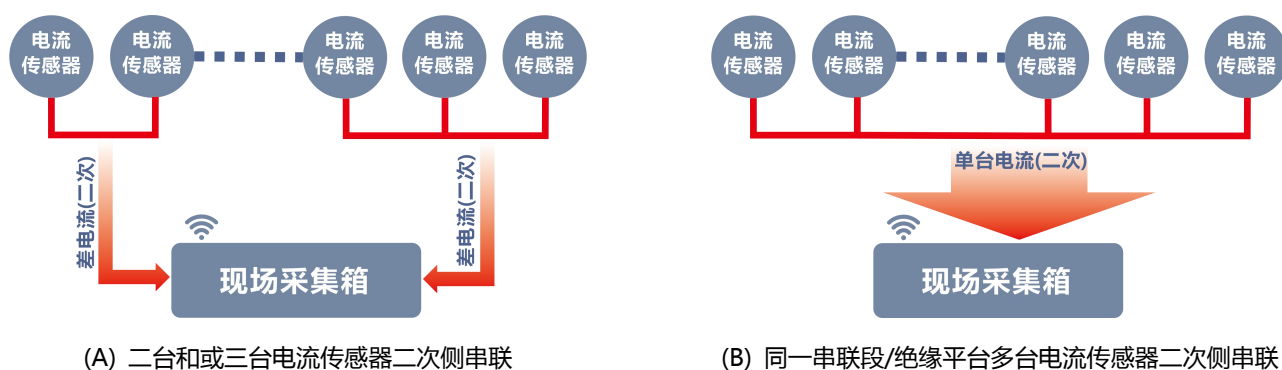 电流
传感器
电流
传感器
电流
传感器
电流
传感器
电流
传感器
差电流(二次)
差电流(二次)
现场采集箱
(A) 二台和或三台电流传感器二次侧串联
电流
传感器
电流
传感器
电流
传感器
电流
传感器
电流
传感器
单台电流(二次)
现场采集箱
(B) 同一串联段/绝缘平台多台电流传感器二次侧串联